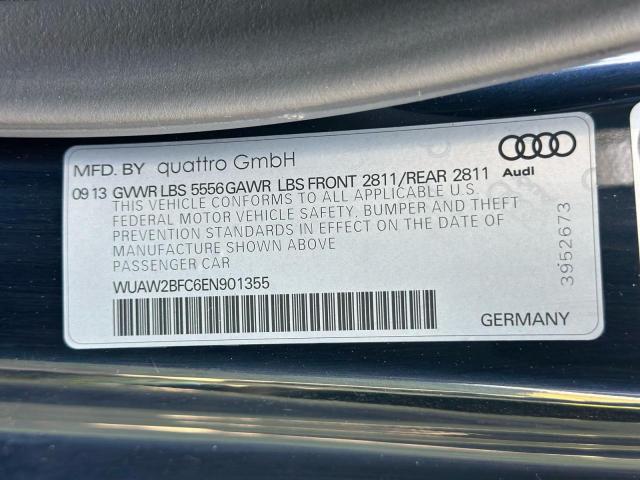 MFD. BY quattro GmbH
09 13 GVWR LBS 5556 GAWR LBS FRONT 2811/REAR 2811
THIS VEHICLE CONFORMS TO ALL APPLICABLE U.S.
FEDERAL MOTOR VEHICLE SAFETY, BUMPER AND THEFT
PREVENTION STANDARDS IN EFFECT ON THE DATE OF
MANUFACTURE SHOWN ABOVE
PASSENGER CAR
WUAW2BFC6EN901355
Audi
3952673
GERMANY